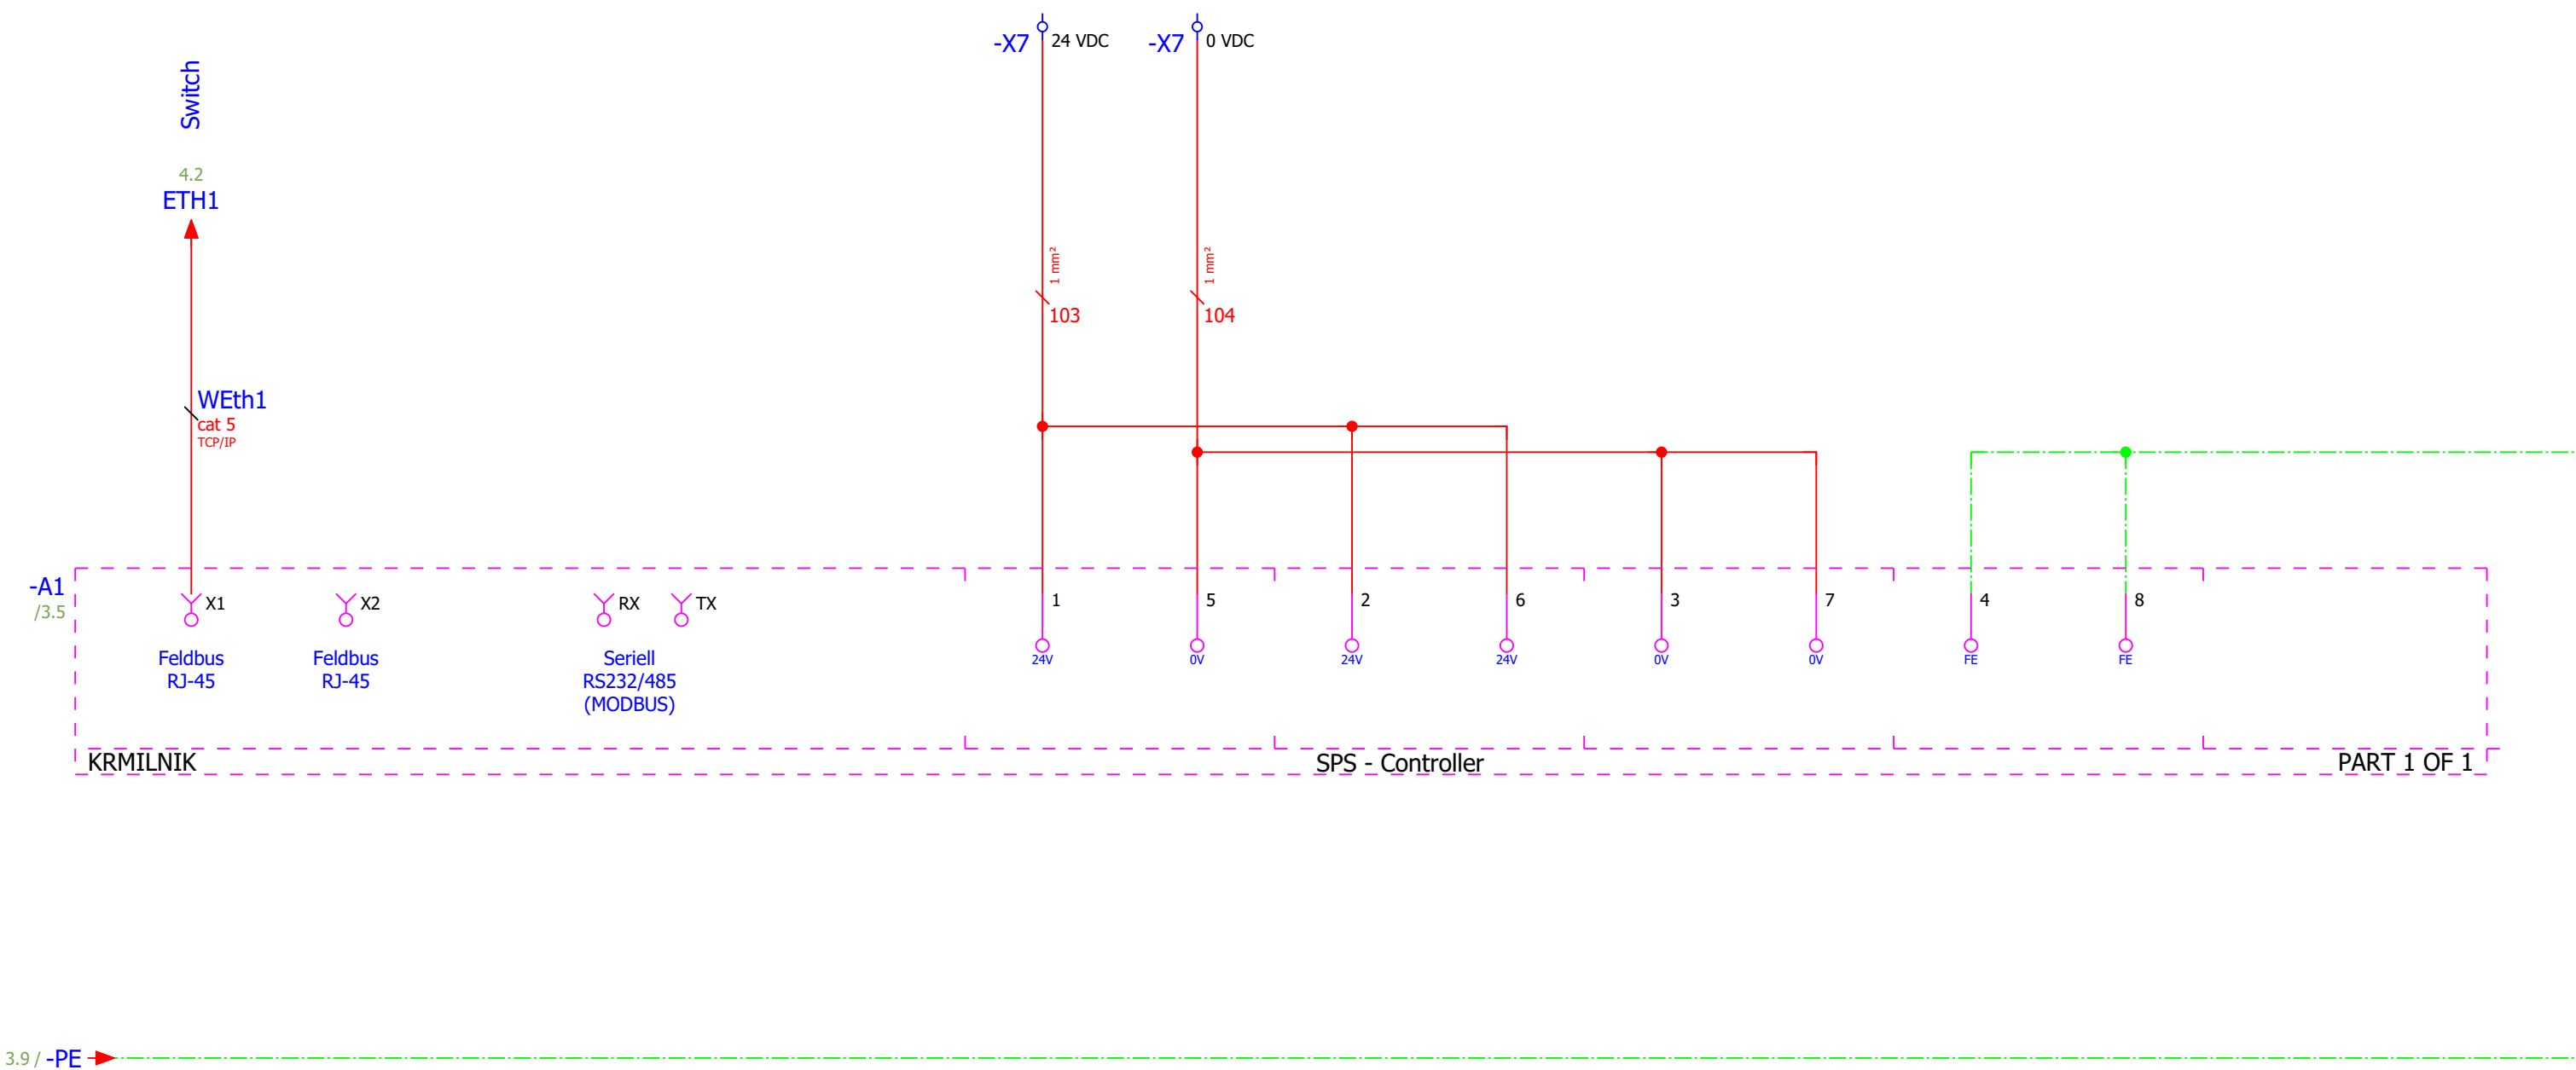 -X7
24 VDC
-X7
0 VDC
Switch
4.2
ETH1
1 mm²
103
1 mm²
104
WEth1
cat 5
TCP/IP
-A1
/3.5
X1
X2
RX
TX
1
5
2
6
3
7
4
8
Feldbus
RJ-45
Feldbus
RJ-45
Seriell
RS232/485
(MODBUS)
24V
0V
24V
24V
0V
0V
FE
FE
KRMILNIK
SPS - Controller
PART 1 OF 1
3.9 / -PE